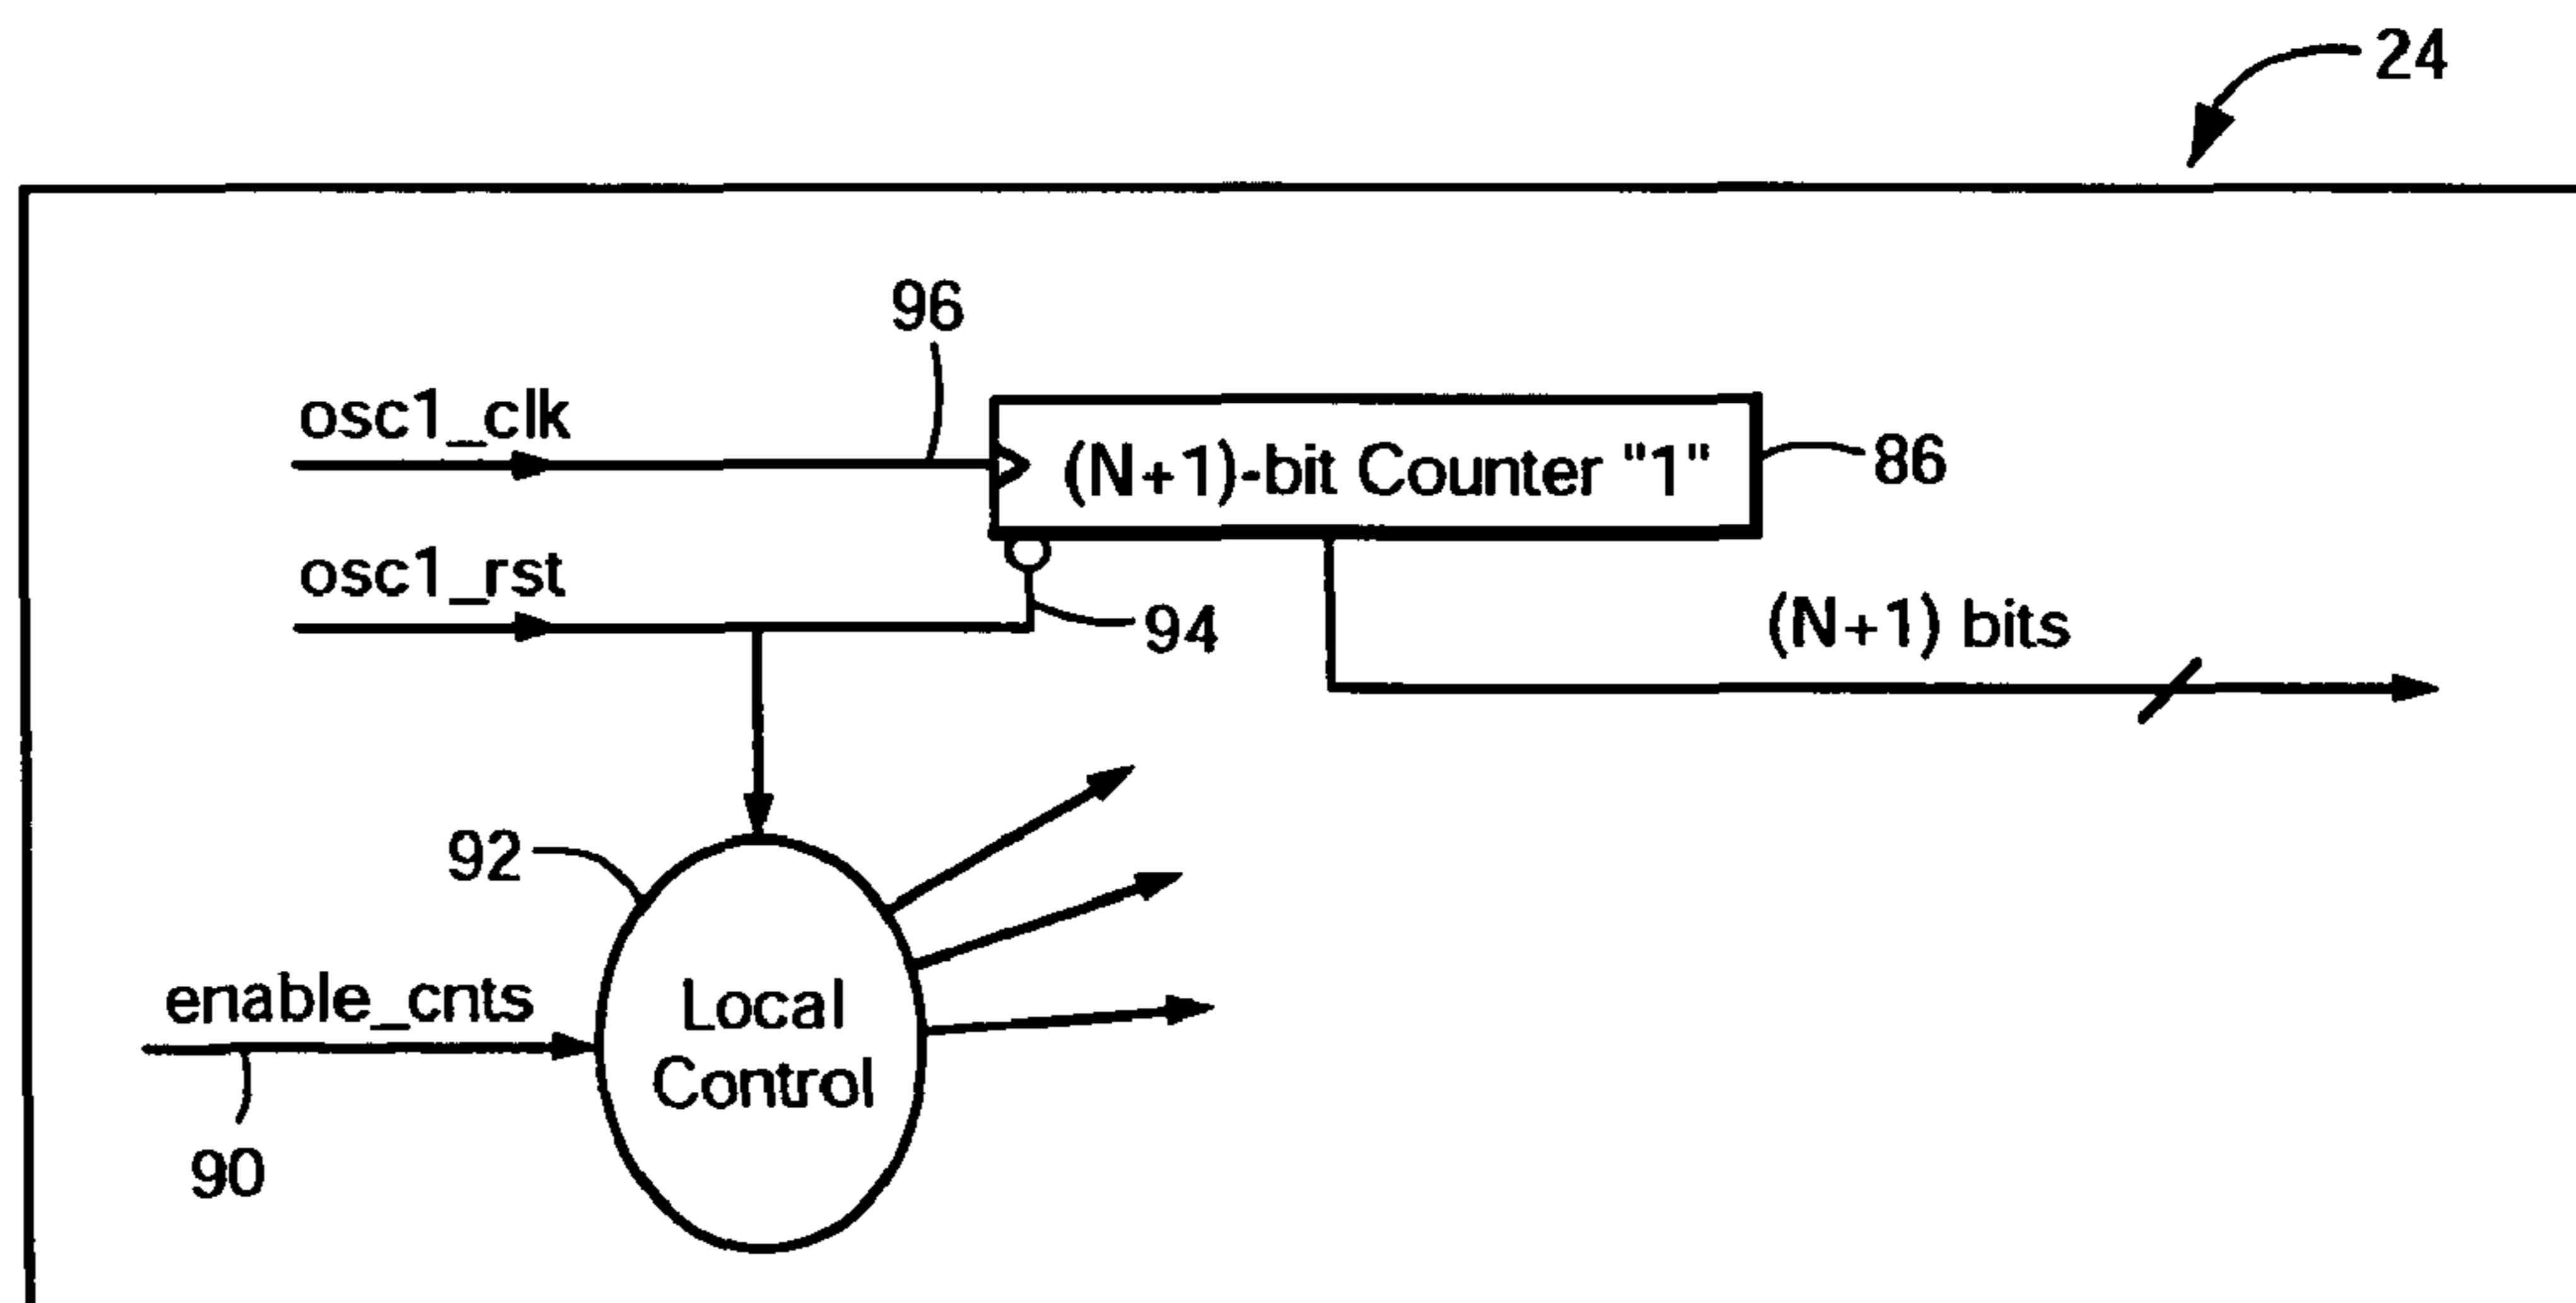 24
96
osc1_clk
(N+1)-bit Counter "1"
86
osc1_rst
94
(N+1) bits
92
enable_cnts
Local
Control
90